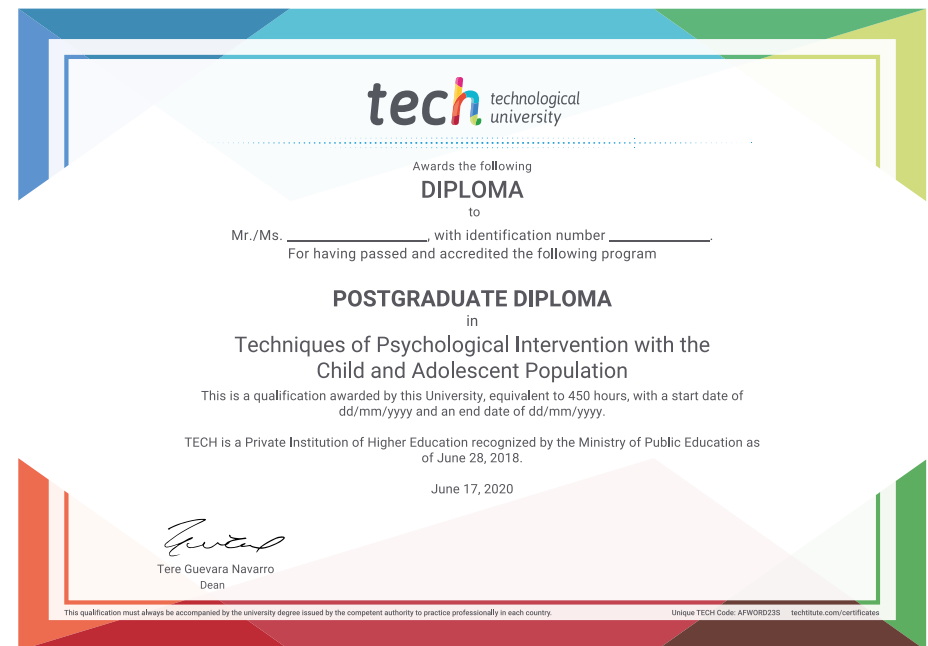 tech technological
university
Awards the following
DIPLOMA
to
Mr./Ms. ____________________, with identification number ______________.
For having passed and accredited the following program
POSTGRADUATE DIPLOMA
in
Techniques of Psychological Intervention with the
Child and Adolescent Population
This is a qualification awarded by this University, equivalent to 450 hours, with a start date of
dd/mm/yyyy and an end date of dd/mm/yyyy.
TECH is a Private Institution of Higher Education recognized by the Ministry of Public Education as
of June 28, 2018.
June 17, 2020
Tere Guevara Navarro
Dean
This qualification must always be accompanied by the university degree issued by the competent authority to practice professionally in each country. Unique TECH Code: AFWORD23S techtitute.com/certificates